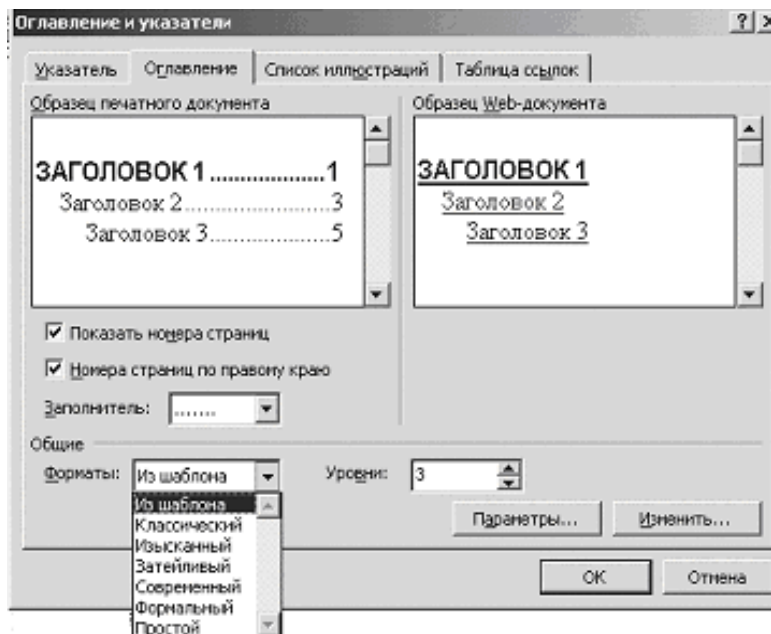 Оглавление и указатели
Указатель Оглавление Список иллюстраций Таблица ссылок
Образец печатного документа
ЗАГОЛОВОК 1....................1
Заголовок 2......................3
Заголовок 3..................5
Образец Web-документа
ЗАГОЛОВОК 1
Заголовок 2
Заголовок 3
Показать номера страниц
Номера страниц по правому краю
Заполнитель: .......
Общие
Форматы: Из шаблона Уровни: 3
Из шаблона
Классический
Изысканный
Затейливый
Современный
Формальный
Простой
Параметры... Изменить...
ОК Отмена